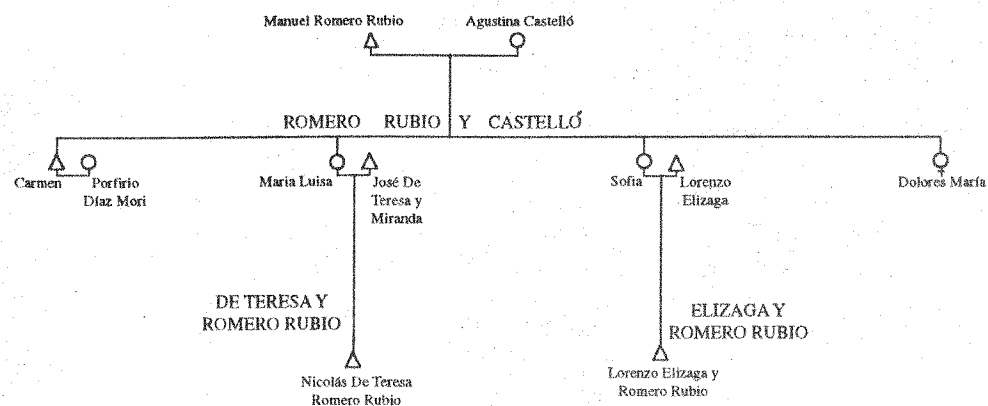 Manuel Romero Rubio Agustina Castelló
ROMERO RUBIO Y CASTELLÓ
Carmen Porfirio Díaz Mori
Maria Luisa José De Teresa y Miranda
Sofia Lorenzo Elizaga
Dolores María
DE TERESA Y
ROMERO RUBIO
ELIZAGA Y
ROMERO RUBIO
Nicolás De Teresa
Romero Rubio
Lorenzo Elizaga y
Romero Rubio